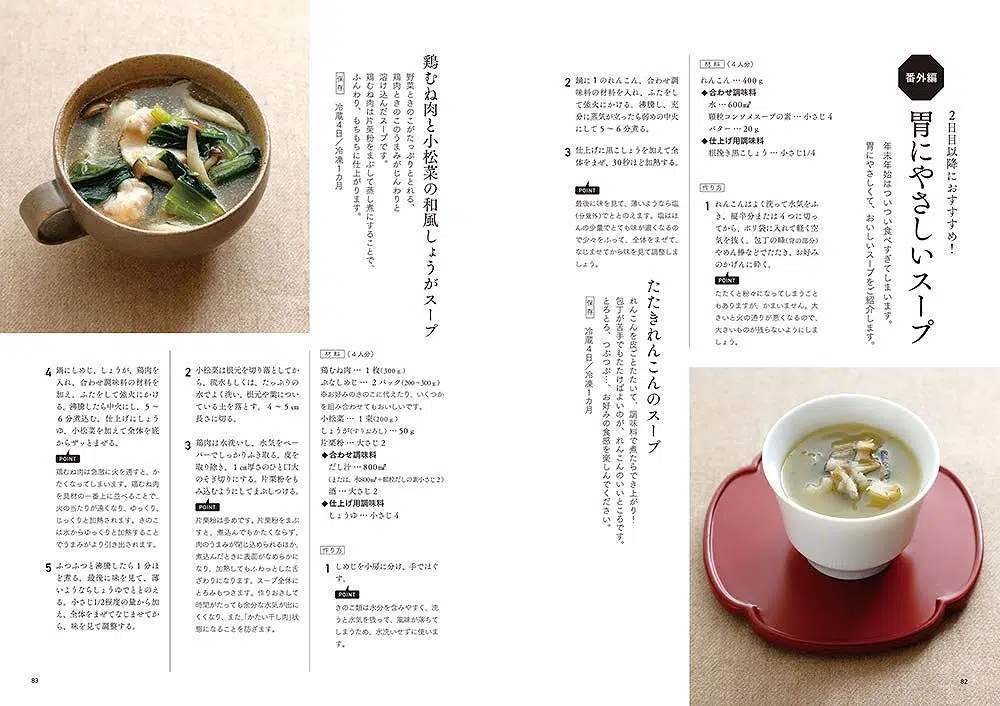 番外編
2日目以降におすすめ！
胃にやさしいスープ
年末年始はついつい食べすぎてしまいます。
胃にやさしくて、おいしいスープをご紹介します。
たたきれんこんのスープ
れんこんを皮ごとたたいて、調味料で煮たらでき上がり！
包丁が苦手でもたたけばよいのが、れんこんのいいところです。
とろとろ、つぶつぶ…、お好みの食感を楽しんでください。
保存 冷蔵4日／冷凍1カ月
材料（4人分）
れんこん … 400g
◆合わせ調味料
水 … 600㎖
顆粒コンソメスープの素 … 小さじ4
バター … 20g
◆仕上げ用調味料
粗挽き黒こしょう … 小さじ1/4
作り方
1 れんこんはよく洗って水気をふ
き、縦半分または4つに切っ
てから、ポリ袋に入れて軽く空
気を抜く。包丁の峰（背の部分）
やめん棒などでたたき、お好み
のかげんに砕く。
POINT
たたくと粉々になってしまうこと
もありますが、かまいません。大
きいと火の通りが悪くなるので、
大きいものが残らないようにしま
しょう。
2 鍋に1のれんこん、合わせ調
味料の材料を入れ、ふたをし
て強火にかける。沸騰し、充
分に蒸気が立ったら弱めの中火
にして5〜6分煮る。
3 仕上げに黒こしょうを加えて全
体をまぜ、30秒ほど加熱する。
POINT
最後に味を見て、薄いようなら塩
（分量外）でととのえます。塩はほ
んの少量でとても味が濃くなるの
で少々をふって、全体をまぜて、
なじませてから味を見て調整しま
しょう。
82
鶏むね肉と小松菜の和風しょうがスープ
野菜ときのこがたっぷりとれる、
鶏肉ときのこのうまみがじんわりと
溶け込んだスープです。
鶏むね肉は片栗粉をまぶして蒸し煮にすることで、
ふんわり、もちもちに仕上がります。
保存 冷蔵4日／冷凍1カ月
材料（4人分）
鶏むね肉 … 1枚（300g）
ぶなしめじ … 2パック（200〜300g）
※お好みのきのこに代えたり、いくつか
を組み合わせてもおいしいです。
小松菜 … 1束（200g）
しょうが（すりおろし）… 50g
片栗粉 … 大さじ2
◆合わせ調味料
だし汁 … 800㎖
（または、水800㎖＋顆粒だしの素小さじ2）
酒 … 大さじ2
◆仕上げ用調味料
しょうゆ … 小さじ4
作り方
1 しめじを小房に分け、手でほぐ
す。
POINT
きのこ類は水分を含みやすく、洗
うと水気を吸って、風味が落ちて
しまうため、水洗いせずに使いま
す。
2 小松菜は根元を切り落としてか
ら、流水もしくは、たっぷりの
水でよく洗い、根元や葉につい
ている土を落とす。4〜5㎝
長さに切る。
3 鶏肉は水洗いし、水気をペー
パーでしっかりふき取る。皮を
取り除き、1㎝厚さのひと口大
のそぎ切りにする。片栗粉をも
み込むようにしてまぶしつける。
POINT
片栗粉は多めです。片栗粉をまぶ
すと、煮込んでもかたくならず、
肉のうまみが閉じ込められるほか、
煮込んだときに表面がなめらかに
なり、加熱してもふわっとした舌
ざわりになります。スープ全体に
とろみもつきます。作りおきして
時間がたっても余分な水気が出に
くくなり、また、「かたい干し肉」状
態になることを防ぎます。
4 鍋にしめじ、しょうが、鶏肉を
入れ、合わせ調味料の材料を
加え、ふたをして強火にかけ
る。沸騰したら中火にし、5〜
6分煮込む。仕上げにしょう
ゆ、小松菜を加えて全体を底
からザッとまぜる。
POINT
鶏むね肉は急激に火を通すと、か
たくなってしまいます。鶏むね肉
を具材の一番上に並べることで、
火の当たりが遠くなり、ゆっくり、
じっくりと加熱されます。きのこ
は水からゆっくりと加熱すること
でうまみがより引き出されます。
5 ふつふつと沸騰したら1分ほ
ど煮る。最後に味を見て、薄
いようならしょうゆでととのえ
る。小さじ1/2程度の量から加
え、全体をまぜてなじませてか
ら、味を見て調整する。
83